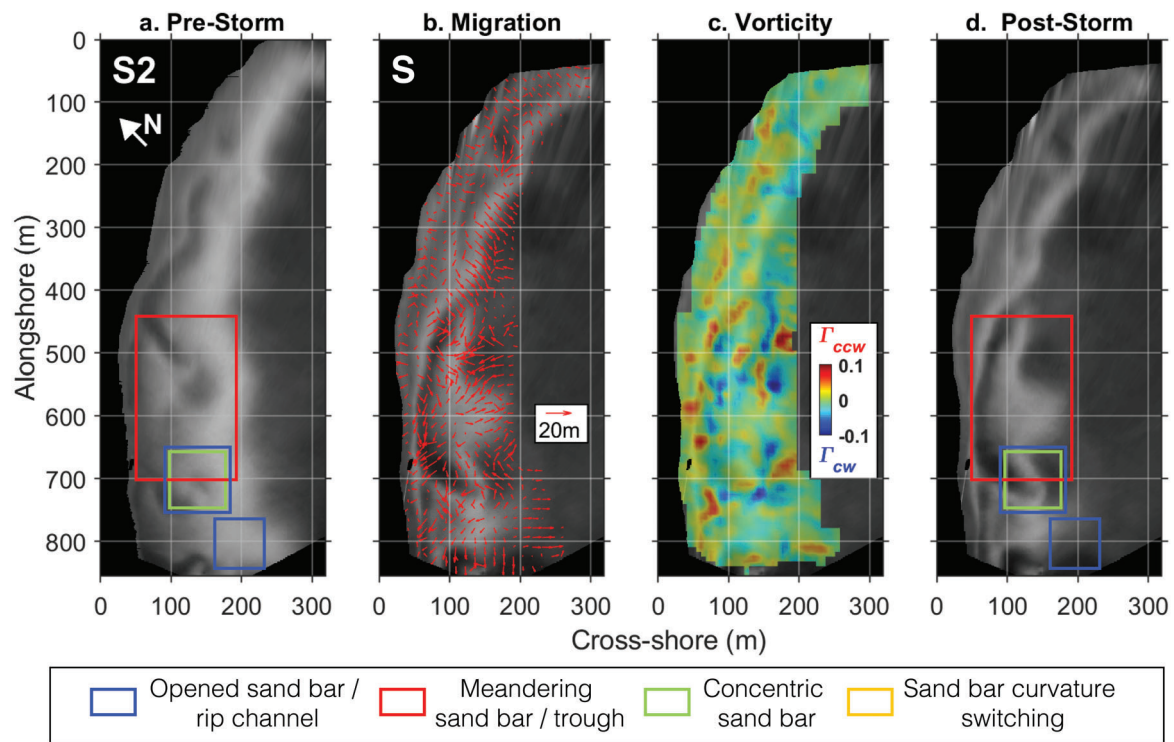 a. Pre-Storm
b. Migration
c. Vorticity
d. Post-Storm
S2
N
S
0
100
200
300
400
500
600
700
800
Alongshore (m)
20m
Γccw
0.1
0
-0.1
Γcw
0 100 200 300
0 100 200 300
0 100 200 300
0 100 200 300
Cross-shore (m)
Opened sand bar /
rip channel
Meandering
sand bar / trough
Concentric
sand bar
Sand bar curvature
switching